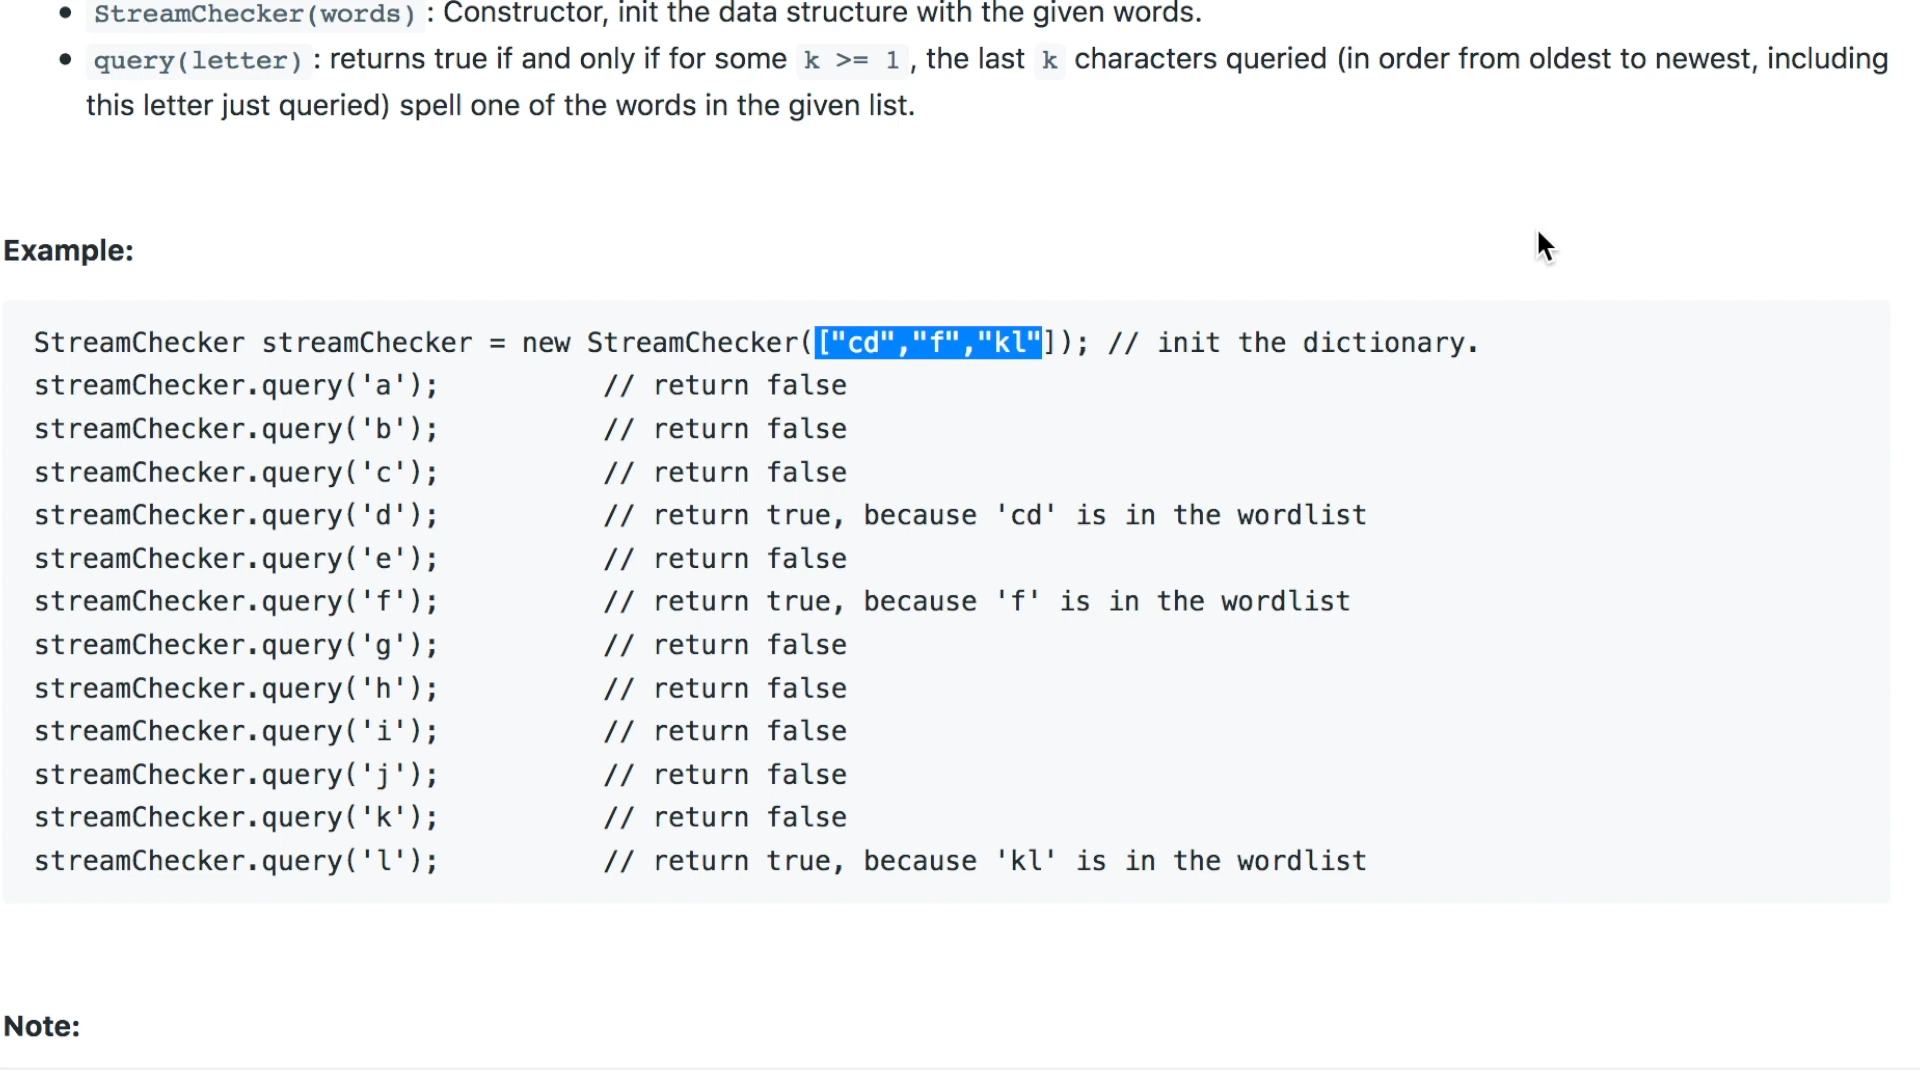 • StreamChecker(words) : Constructor, init the data structure with the given words.
• query(letter) : returns true if and only if for some k >= 1 , the last k characters queried (in order from oldest to newest, including
this letter just queried) spell one of the words in the given list.
Example:
StreamChecker streamChecker = new StreamChecker(["cd","f","kl"]); // init the dictionary.
streamChecker.query('a');          // return false
streamChecker.query('b');          // return false
streamChecker.query('c');          // return false
streamChecker.query('d');          // return true, because 'cd' is in the wordlist
streamChecker.query('e');          // return false
streamChecker.query('f');          // return true, because 'f' is in the wordlist
streamChecker.query('g');          // return false
streamChecker.query('h');          // return false
streamChecker.query('i');          // return false
streamChecker.query('j');          // return false
streamChecker.query('k');          // return false
streamChecker.query('l');          // return true, because 'kl' is in the wordlist
Note: